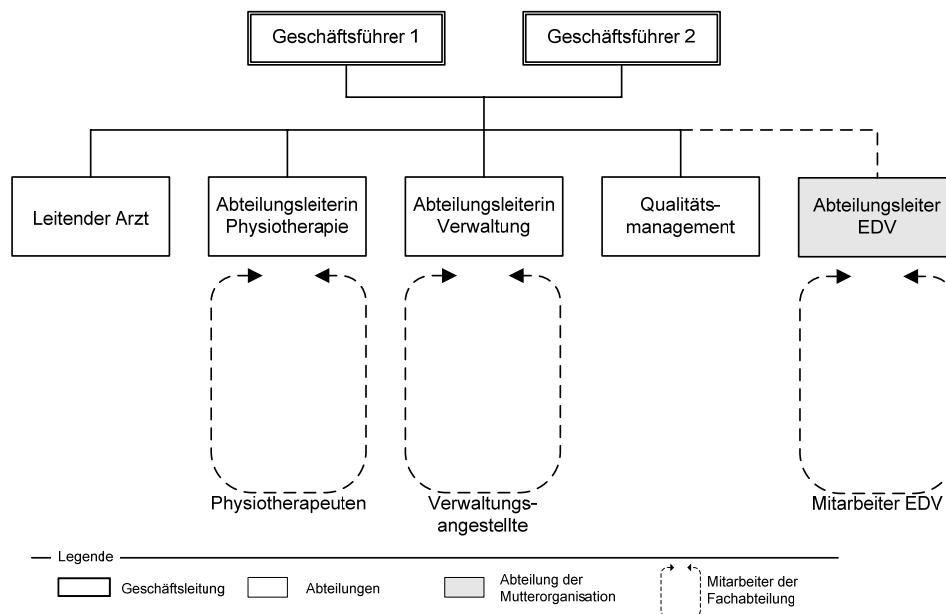 Geschäftsführer 1
Geschäftsführer 2
Leitender Arzt
Abteilungsleiterin
Physiotherapie
Abteilungsleiterin
Verwaltung
Qualitäts-
management
Abteilungsleiter
EDV
Physiotherapeuten
Verwaltungs-
angestellte
Mitarbeiter EDV
Legende
Geschäftsleitung
Abteilungen
Abteilung der
Mutterorganisation
Mitarbeiter der
Fachabteilung